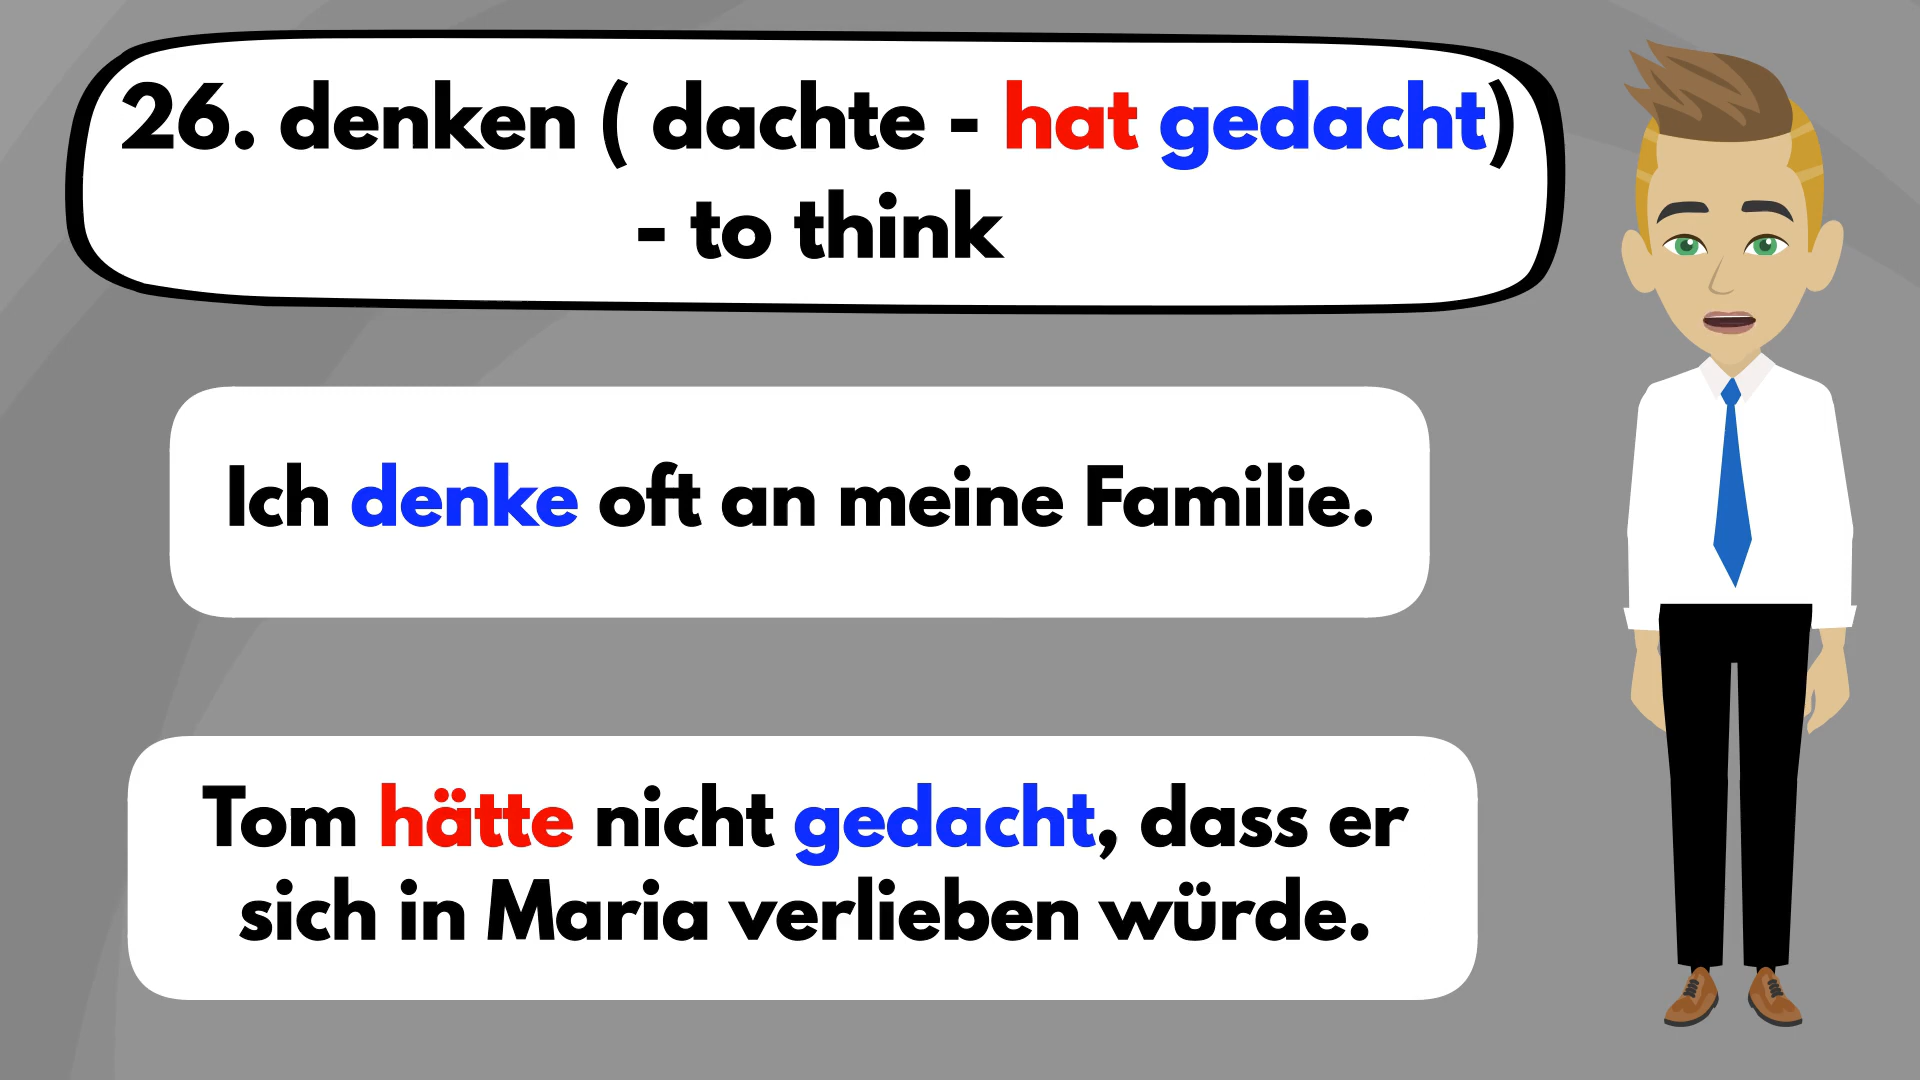 26. denken ( dachte - hat gedacht)
- to think
Ich denke oft an meine Familie.
Tom hätte nicht gedacht, dass er
sich in Maria verlieben würde.